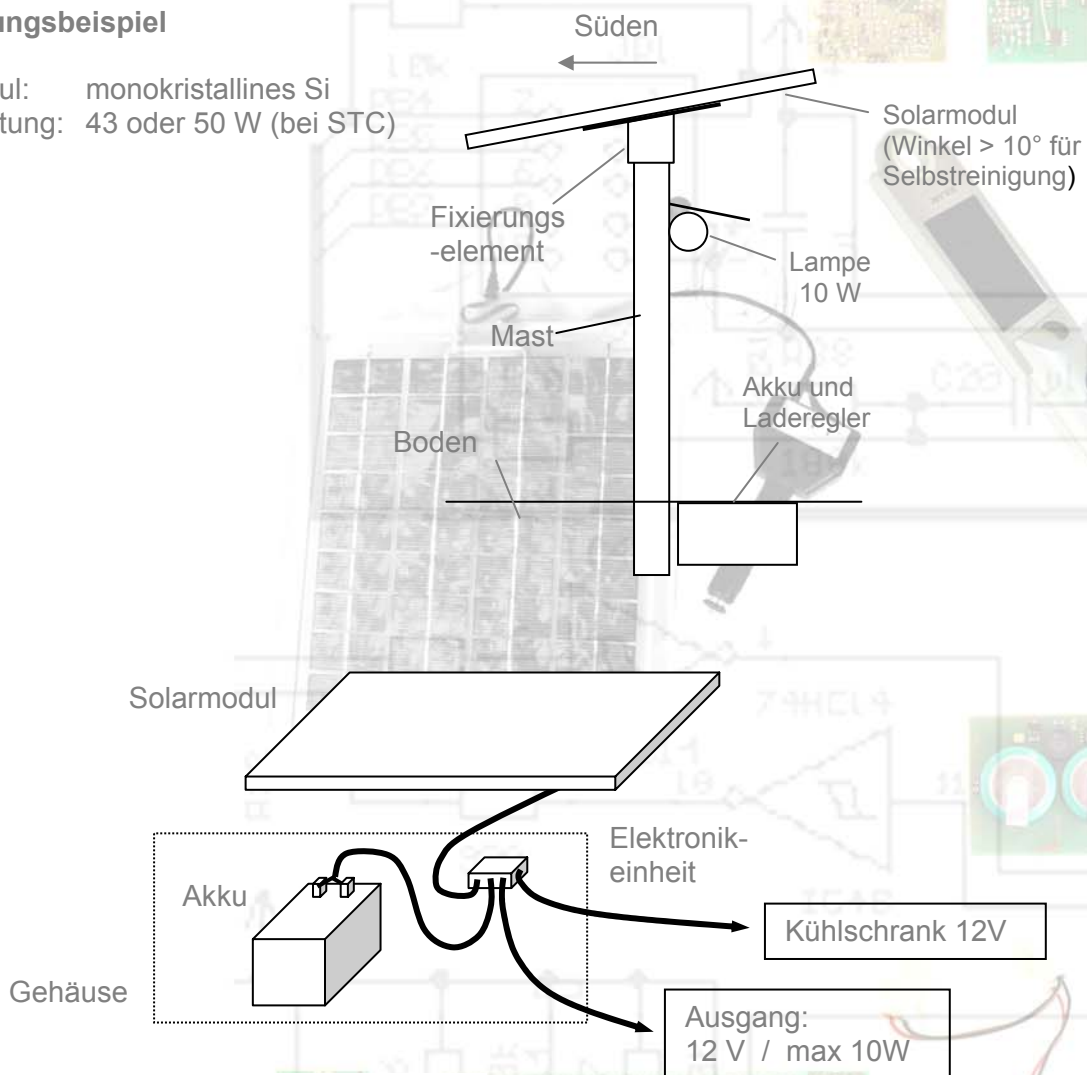 ungsbeispiel
ul: monokristallines Si
tung: 43 oder 50 W (bei STC)
Süden
Solarmodul
(Winkel > 10° für
Selbstreinigung)
Fixierungs
-element
Lampe
10 W
Mast
Akku und
Laderegler
Boden
Solarmodul
74HCL4
Elektronik-
einheit
Akku
Kühlschrank 12V
Gehäuse
Ausgang:
12 V / max 10W